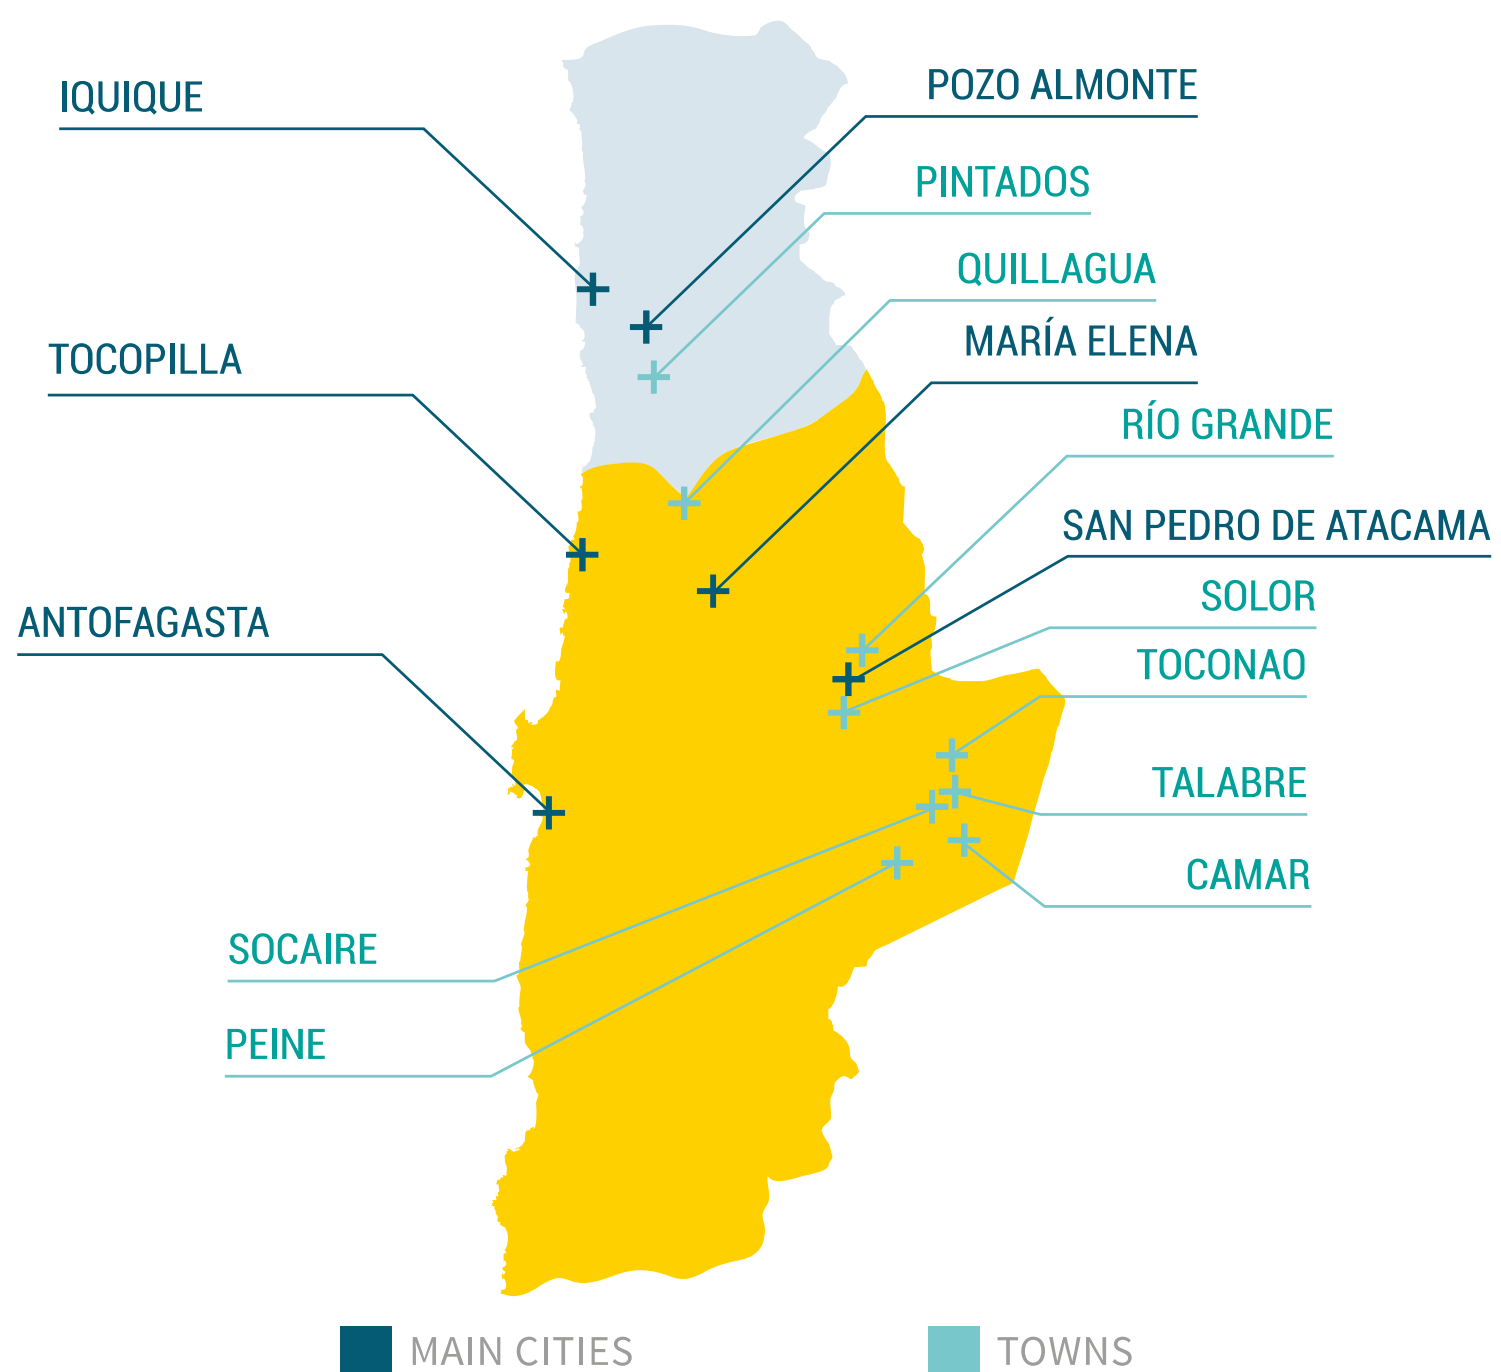 IQUIQUE
POZO ALMONTE
PINTADOS
QUILLAGUA
MARÍA ELENA
TOCOPILLA
RÍO GRANDE
SAN PEDRO DE ATACAMA
SOLOR
ANTOFAGASTA
TOCONAO
TALABRE
CAMAR
SOCAIRE
PEINE
MAIN CITIES
TOWNS